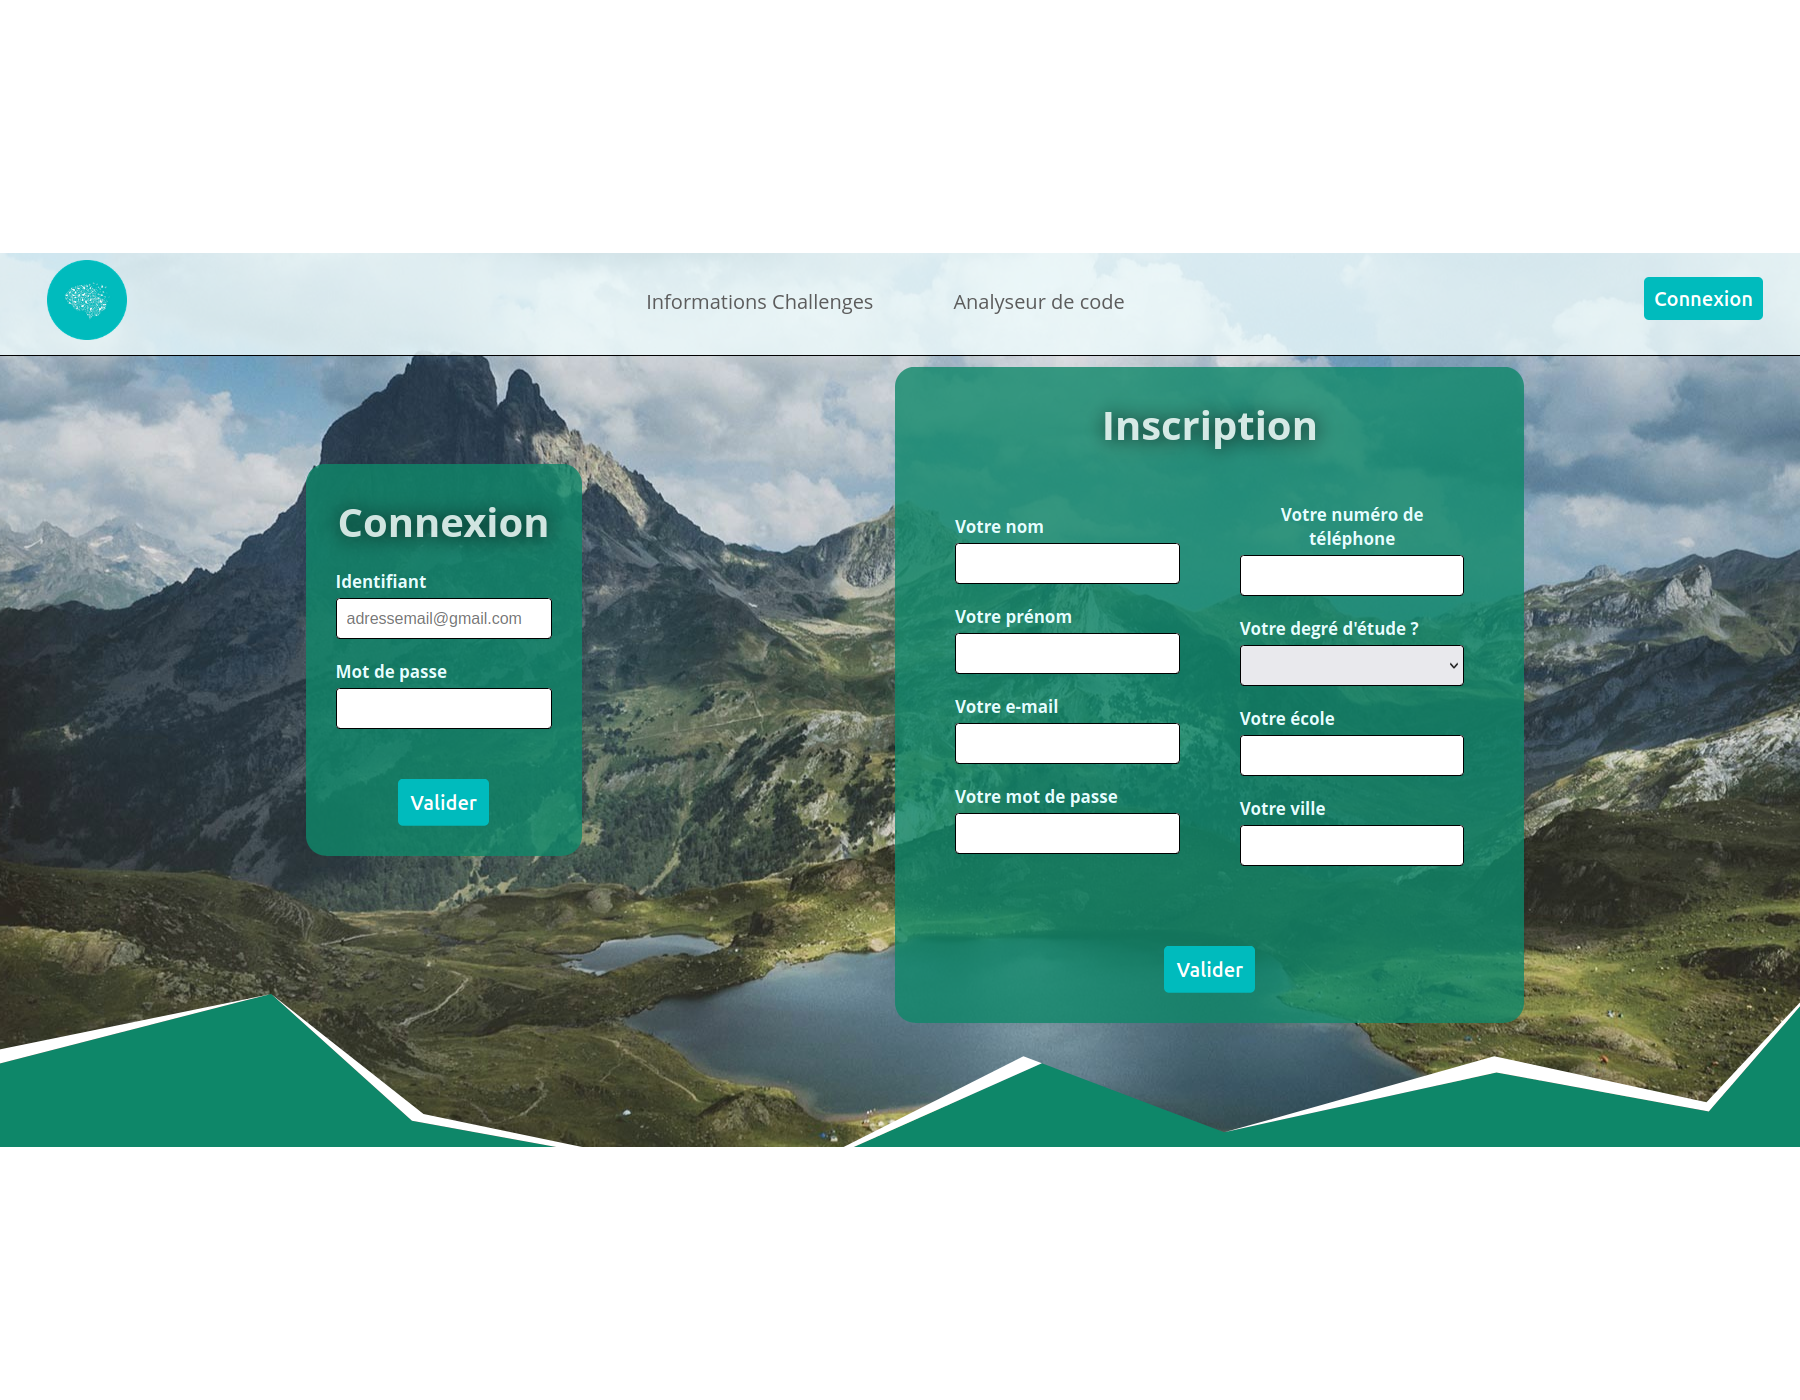 Informations Challenges
Analyseur de code
Connexion
Connexion
Identifiant
adressemail@gmail.com
Mot de passe
Valider
Inscription
Votre nom
Votre prénom
Votre e-mail
Votre mot de passe
Votre numéro de
téléphone
Votre degré d'étude ?
Votre école
Votre ville
Valider